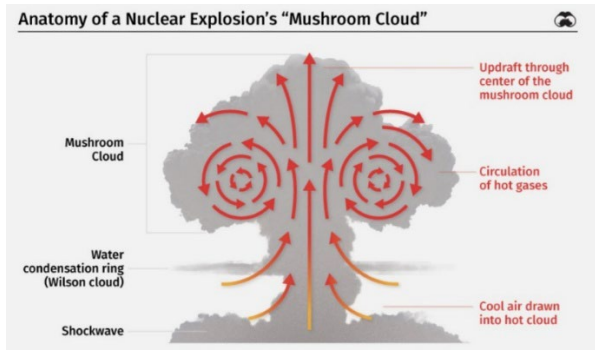 Anatomy of a Nuclear Explosion's “Mushroom Cloud”
Updraft through
center of the
mushroom cloud
Mushroom
Cloud
Circulation
of hot gases
Water
condensation ring
(Wilson cloud)
Cool air drawn
into hot cloud
Shockwave